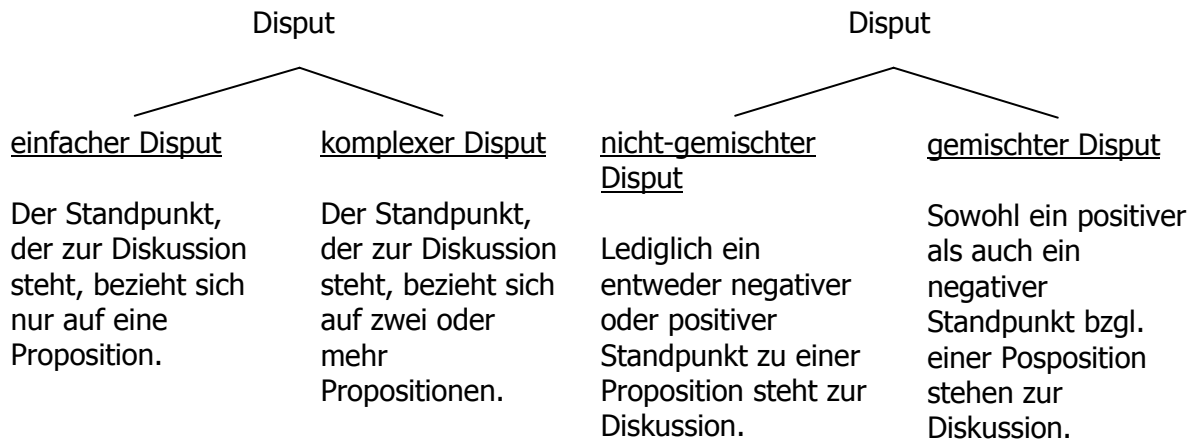 Disput
einfacher Disput
Der Standpunkt,
der zur Diskussion
steht, bezieht sich
nur auf eine
Proposition.
komplexer Disput
Der Standpunkt,
der zur Diskussion
steht, bezieht sich
auf zwei oder
mehr
Propositionen.
Disput
nicht-gemischter
Disput
Lediglich ein
entweder negativer
oder positiver
Standpunkt zu einer
Proposition steht zur
Diskussion.
gemischter Disput
Sowohl ein positiver
als auch ein
negativer
Standpunkt bzgl.
einer Posposition
stehen zur
Diskussion.